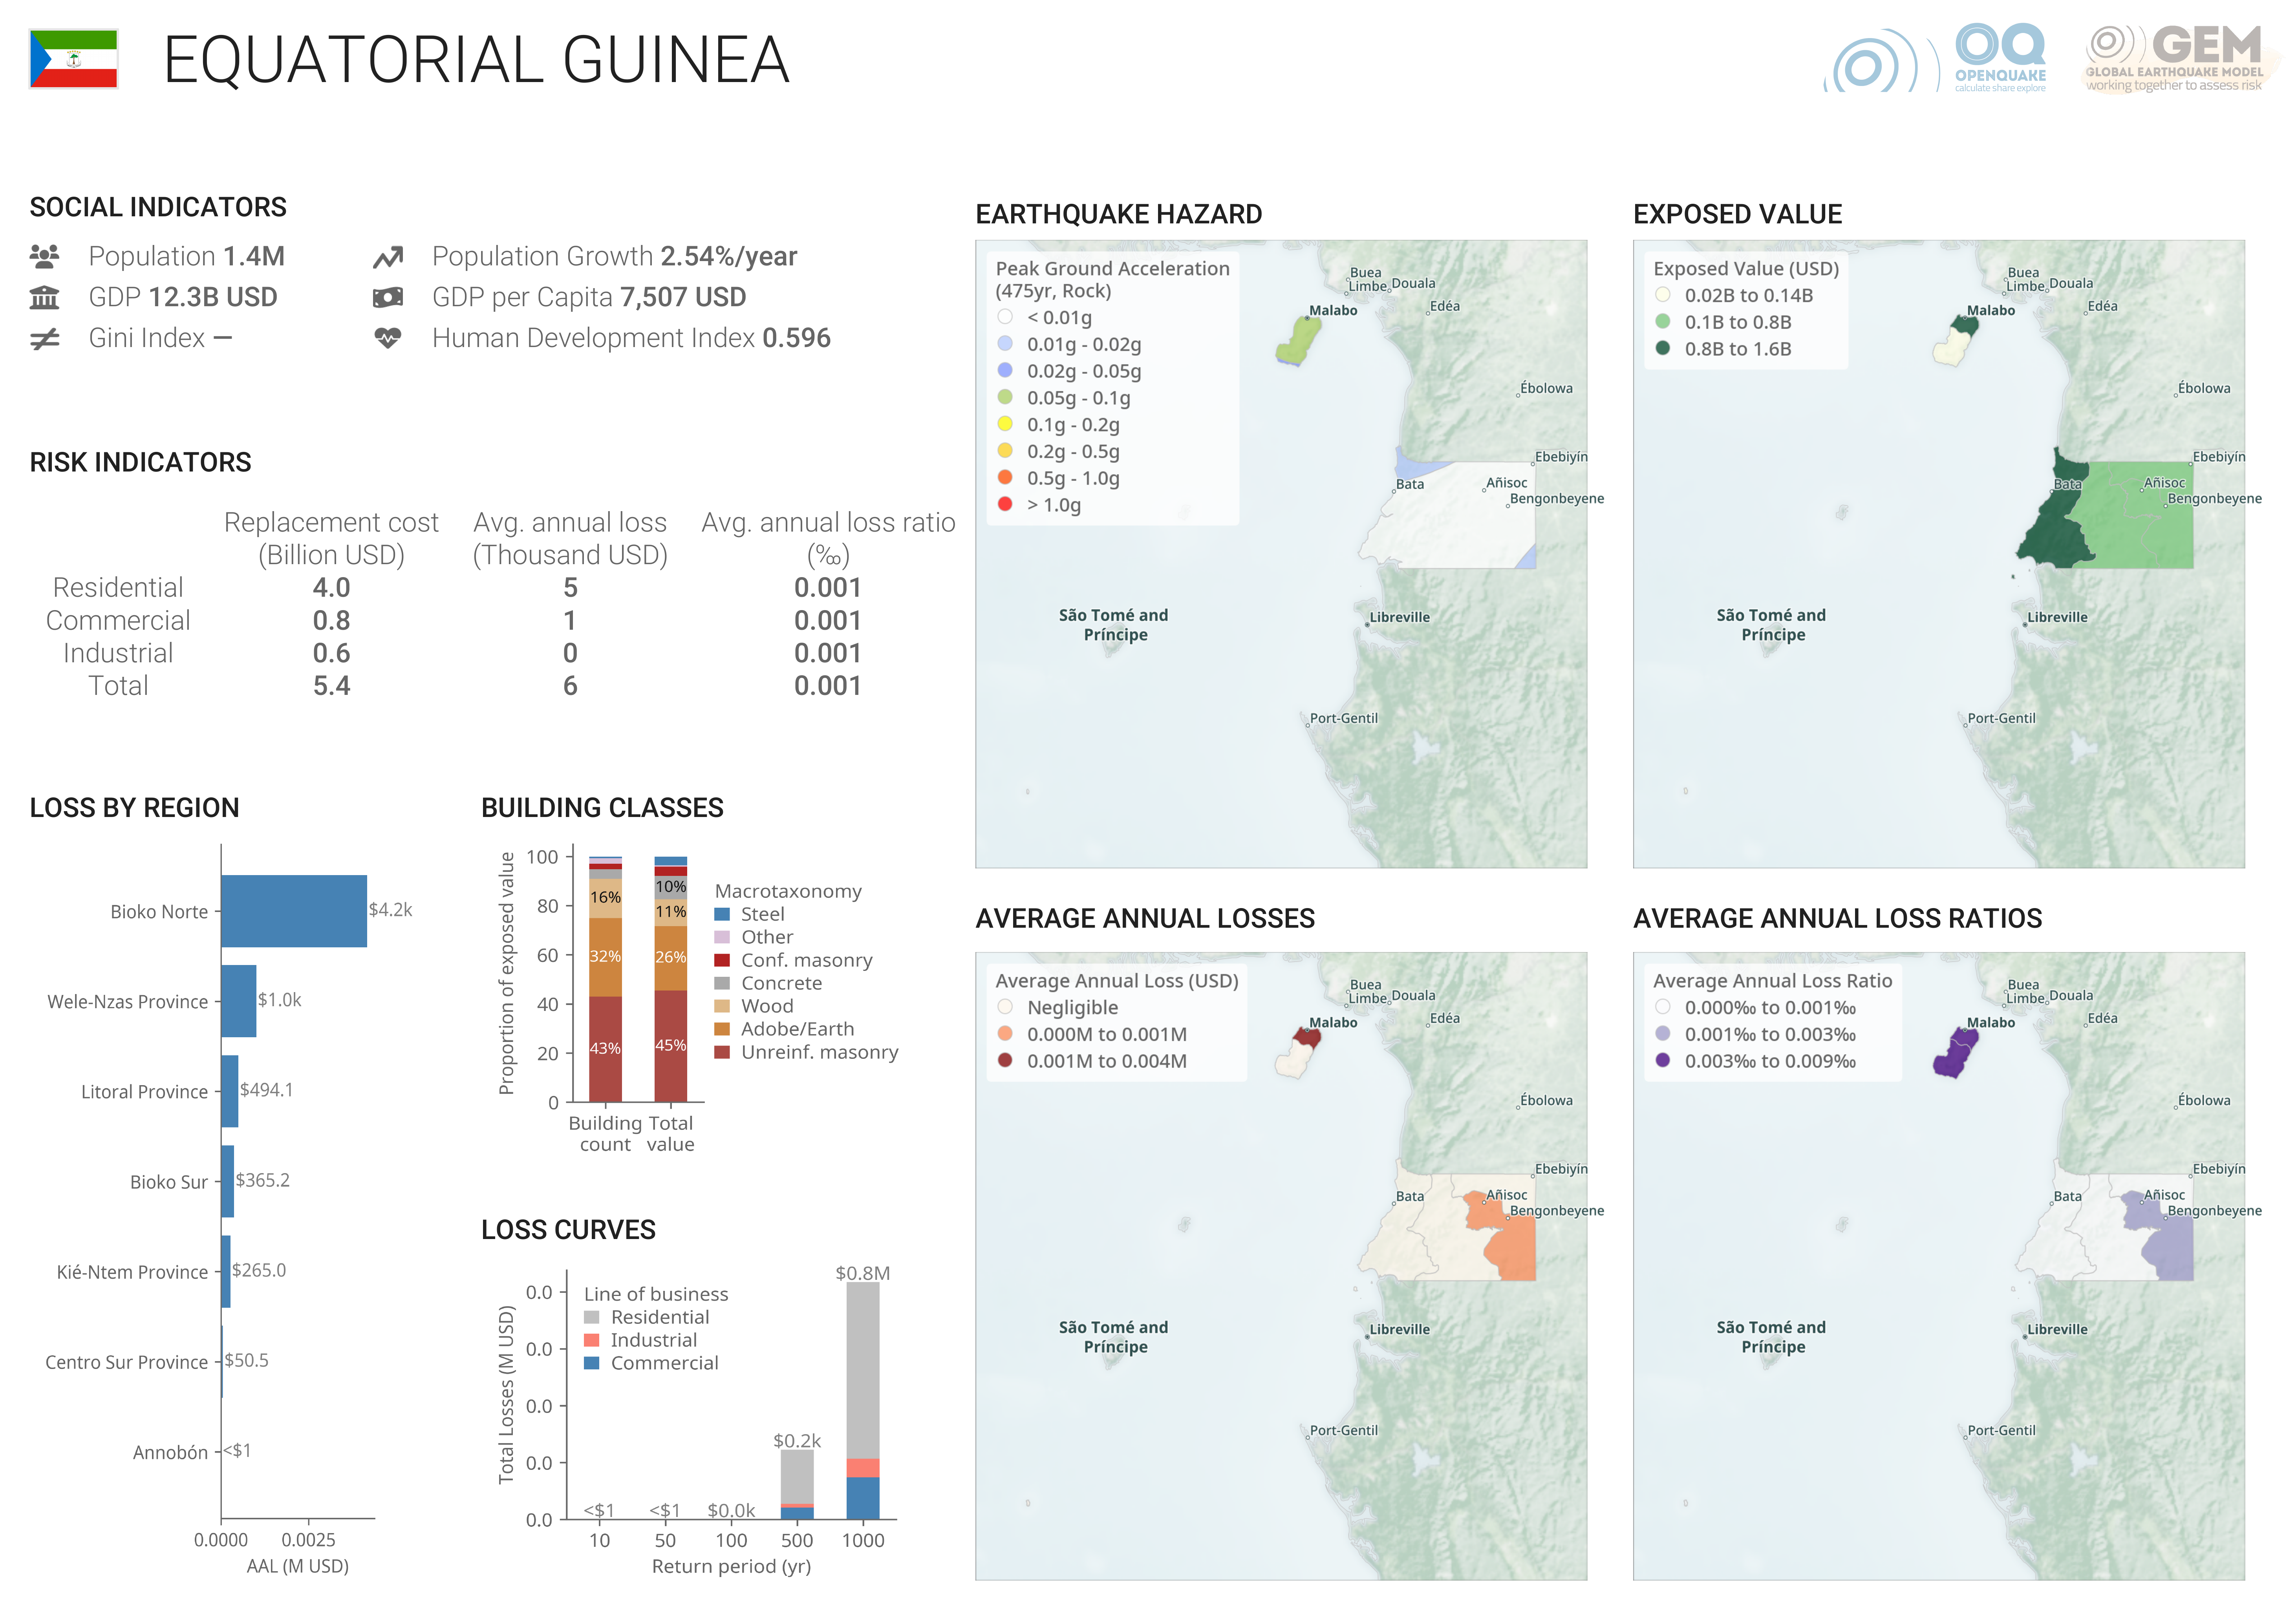 EQUATORIAL GUINEA
OQ
OPENQUAKE
calculate share explore
GEM
GLOBAL EARTHQUAKE MODEL
working together to assess risk
SOCIAL INDICATORS
Population 1.4M
Population Growth 2.54%/year
GDP 12.3B USD
GDP per Capita 7,507 USD
Gini Index —
Human Development Index 0.596
RISK INDICATORS
Replacement cost (Billion USD)
Avg. annual loss (Thousand USD)
Avg. annual loss ratio (‰)
Residential 4.0 5 0.001
Commercial 0.8 1 0.001
Industrial 0.6 0 0.001
Total 5.4 6 0.001
LOSS BY REGION
Bioko Norte $4.2k
Wele-Nzas Province $1.0k
Litoral Province $494.1
Bioko Sur $365.2
Kié-Ntem Province $265.0
Centro Sur Province $50.5
Annobón <$1
0.0000 0.0025
AAL (M USD)
BUILDING CLASSES
Proportion of exposed value
100
80
60
40
20
0
16%
32%
43%
10%
11%
26%
45%
Building count
Total value
Macrotaxonomy
Steel
Other
Conf. masonry
Concrete
Wood
Adobe/Earth
Unreinf. masonry
LOSS CURVES
Total Losses (M USD)
0.0
0.0
0.0
0.0
0.0
Line of business
Residential
Industrial
Commercial
<$1 <$1 $0.0k $0.2k $0.8M
10 50 100 500 1000
Return period (yr)
EARTHQUAKE HAZARD
Peak Ground Acceleration
(475yr, Rock)
< 0.01g
0.01g - 0.02g
0.02g - 0.05g
0.05g - 0.1g
0.1g - 0.2g
0.2g - 0.5g
0.5g - 1.0g
> 1.0g
Buea
Limbe Douala
Malabo
Edéa
Ébolowa
Ebebiyín
Bata
Añisoc
Bengonbeyene
São Tomé and
Príncipe
Libreville
Port-Gentil
EXPOSED VALUE
Exposed Value (USD)
0.02B to 0.14B
0.1B to 0.8B
0.8B to 1.6B
Buea
Limbe Douala
Malabo
Edéa
Ébolowa
Ebebiyín
Bata
Añisoc
Bengonbeyene
São Tomé and
Príncipe
Libreville
Port-Gentil
AVERAGE ANNUAL LOSSES
Average Annual Loss (USD)
Negligible
0.000M to 0.001M
0.001M to 0.004M
Buea
Limbe Douala
Malabo
Edéa
Ébolowa
Ebebiyín
Bata
Añisoc
Bengonbeyene
São Tomé and
Príncipe
Libreville
Port-Gentil
AVERAGE ANNUAL LOSS RATIOS
Average Annual Loss Ratio
0.000‰ to 0.001‰
0.001‰ to 0.003‰
0.003‰ to 0.009‰
Buea
Limbe Douala
Malabo
Edéa
Ébolowa
Ebebiyín
Bata
Añisoc
Bengonbeyene
São Tomé and
Príncipe
Libreville
Port-Gentil